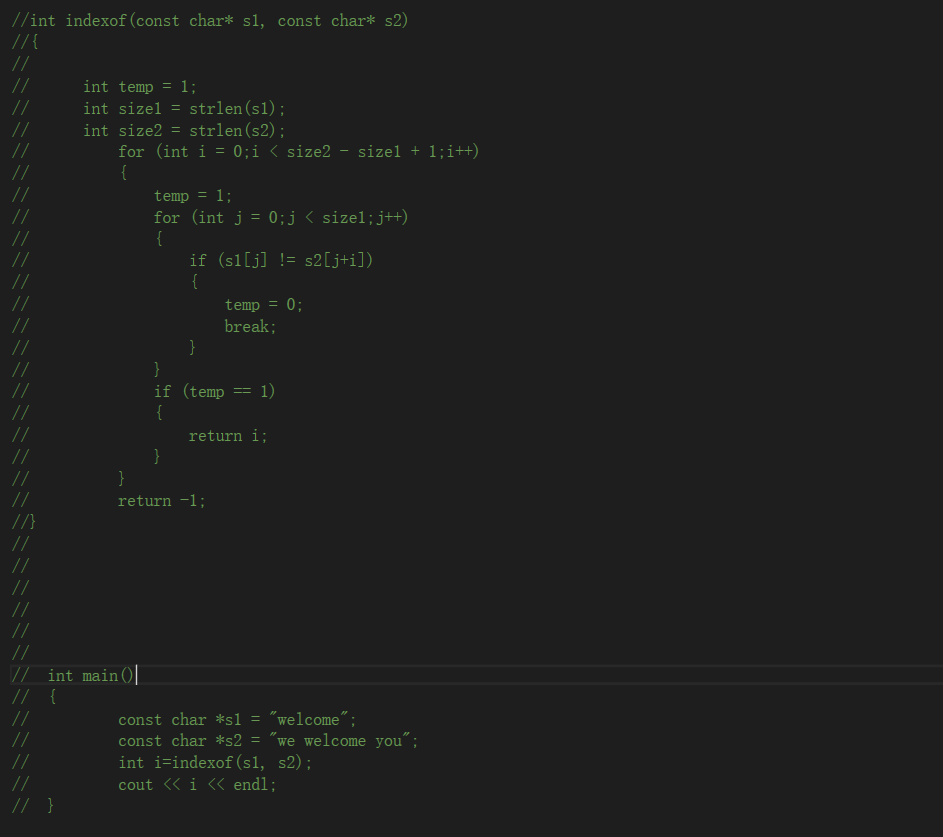 //int indexof(const char* s1, const char* s2)
//{
//
//      int temp = 1;
//      int size1 = strlen(s1);
//      int size2 = strlen(s2);
//          for (int i = 0;i < size2 - size1 + 1;i++)
//          {
//              temp = 1;
//              for (int j = 0;j < size1;j++)
//              {
//                  if (s1[j] != s2[j+i])
//                  {
//                      temp = 0;
//                      break;
//                  }
//              }
//              if (temp == 1)
//              {
//                  return i;
//              }
//          }
//          return -1;
//}
//
//
//
//
//
//
//  int main()
//  {
//          const char *s1 = "welcome";
//          const char *s2 = "we welcome you";
//          int i=indexof(s1, s2);
//          cout << i << endl;
//  }